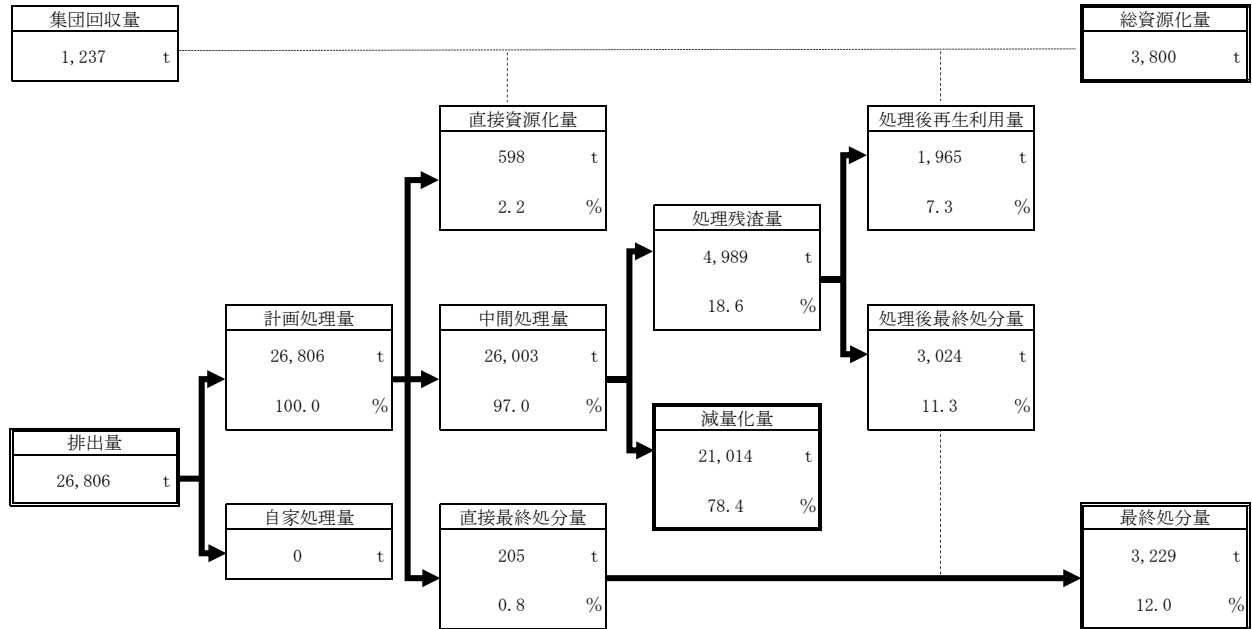 集団回収量
1,237 t
総資源化量
3,800 t
直接資源化量
598 t
2.2 %
処理後再生利用量
1,965 t
7.3 %
処理残渣量
4,989 t
18.6 %
計画処理量
26,806 t
100.0 %
中間処理量
26,003 t
97.0 %
処理後最終処分量
3,024 t
11.3 %
減量化量
21,014 t
78.4 %
排出量
26,806 t
自家処理量
0 t
直接最終処分量
205 t
0.8 %
最終処分量
3,229 t
12.0 %